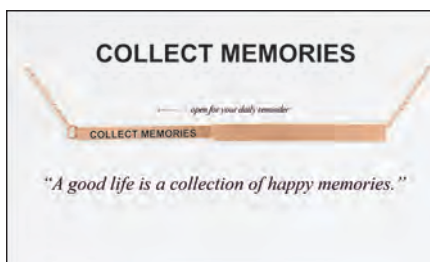 COLLECT MEMORIES
open for your daily reminder
COLLECT MEMORIES
“A good life is a collection of happy memories.”